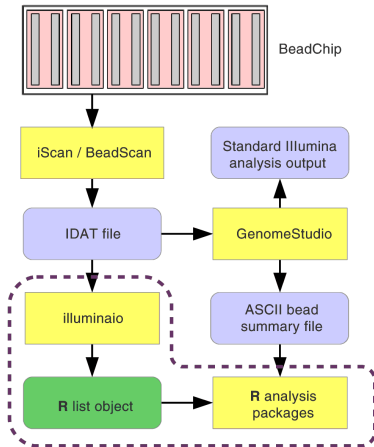 BeadChip
iScan / BeadScan
Standard Illumina
analysis output
IDAT file
GenomeStudio
illuminaio
ASCII bead
summary file
R list object
R analysis
packages